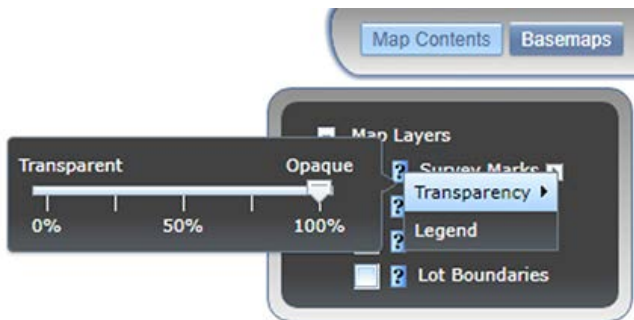 Map Contents
Basemaps
Map Layers
Transparent
Opaque
? Survey Marks
Transparency
0%
50%
100%
?
?
Legend
? Lot Boundaries